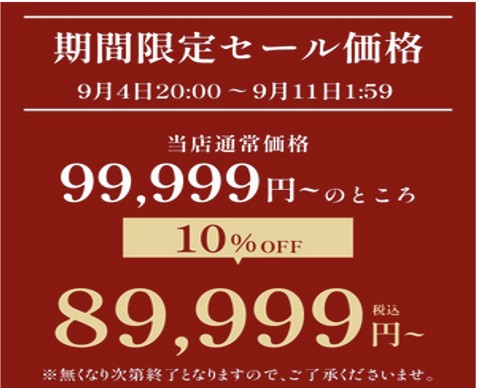 期間限定セール価格
9月4日20:00 ~ 9月11日1:59
当店通常価格
99,999円~のところ
10%OFF
89,999税込円~
※無くなり次第終了となりますので、ご了承くださいませ。